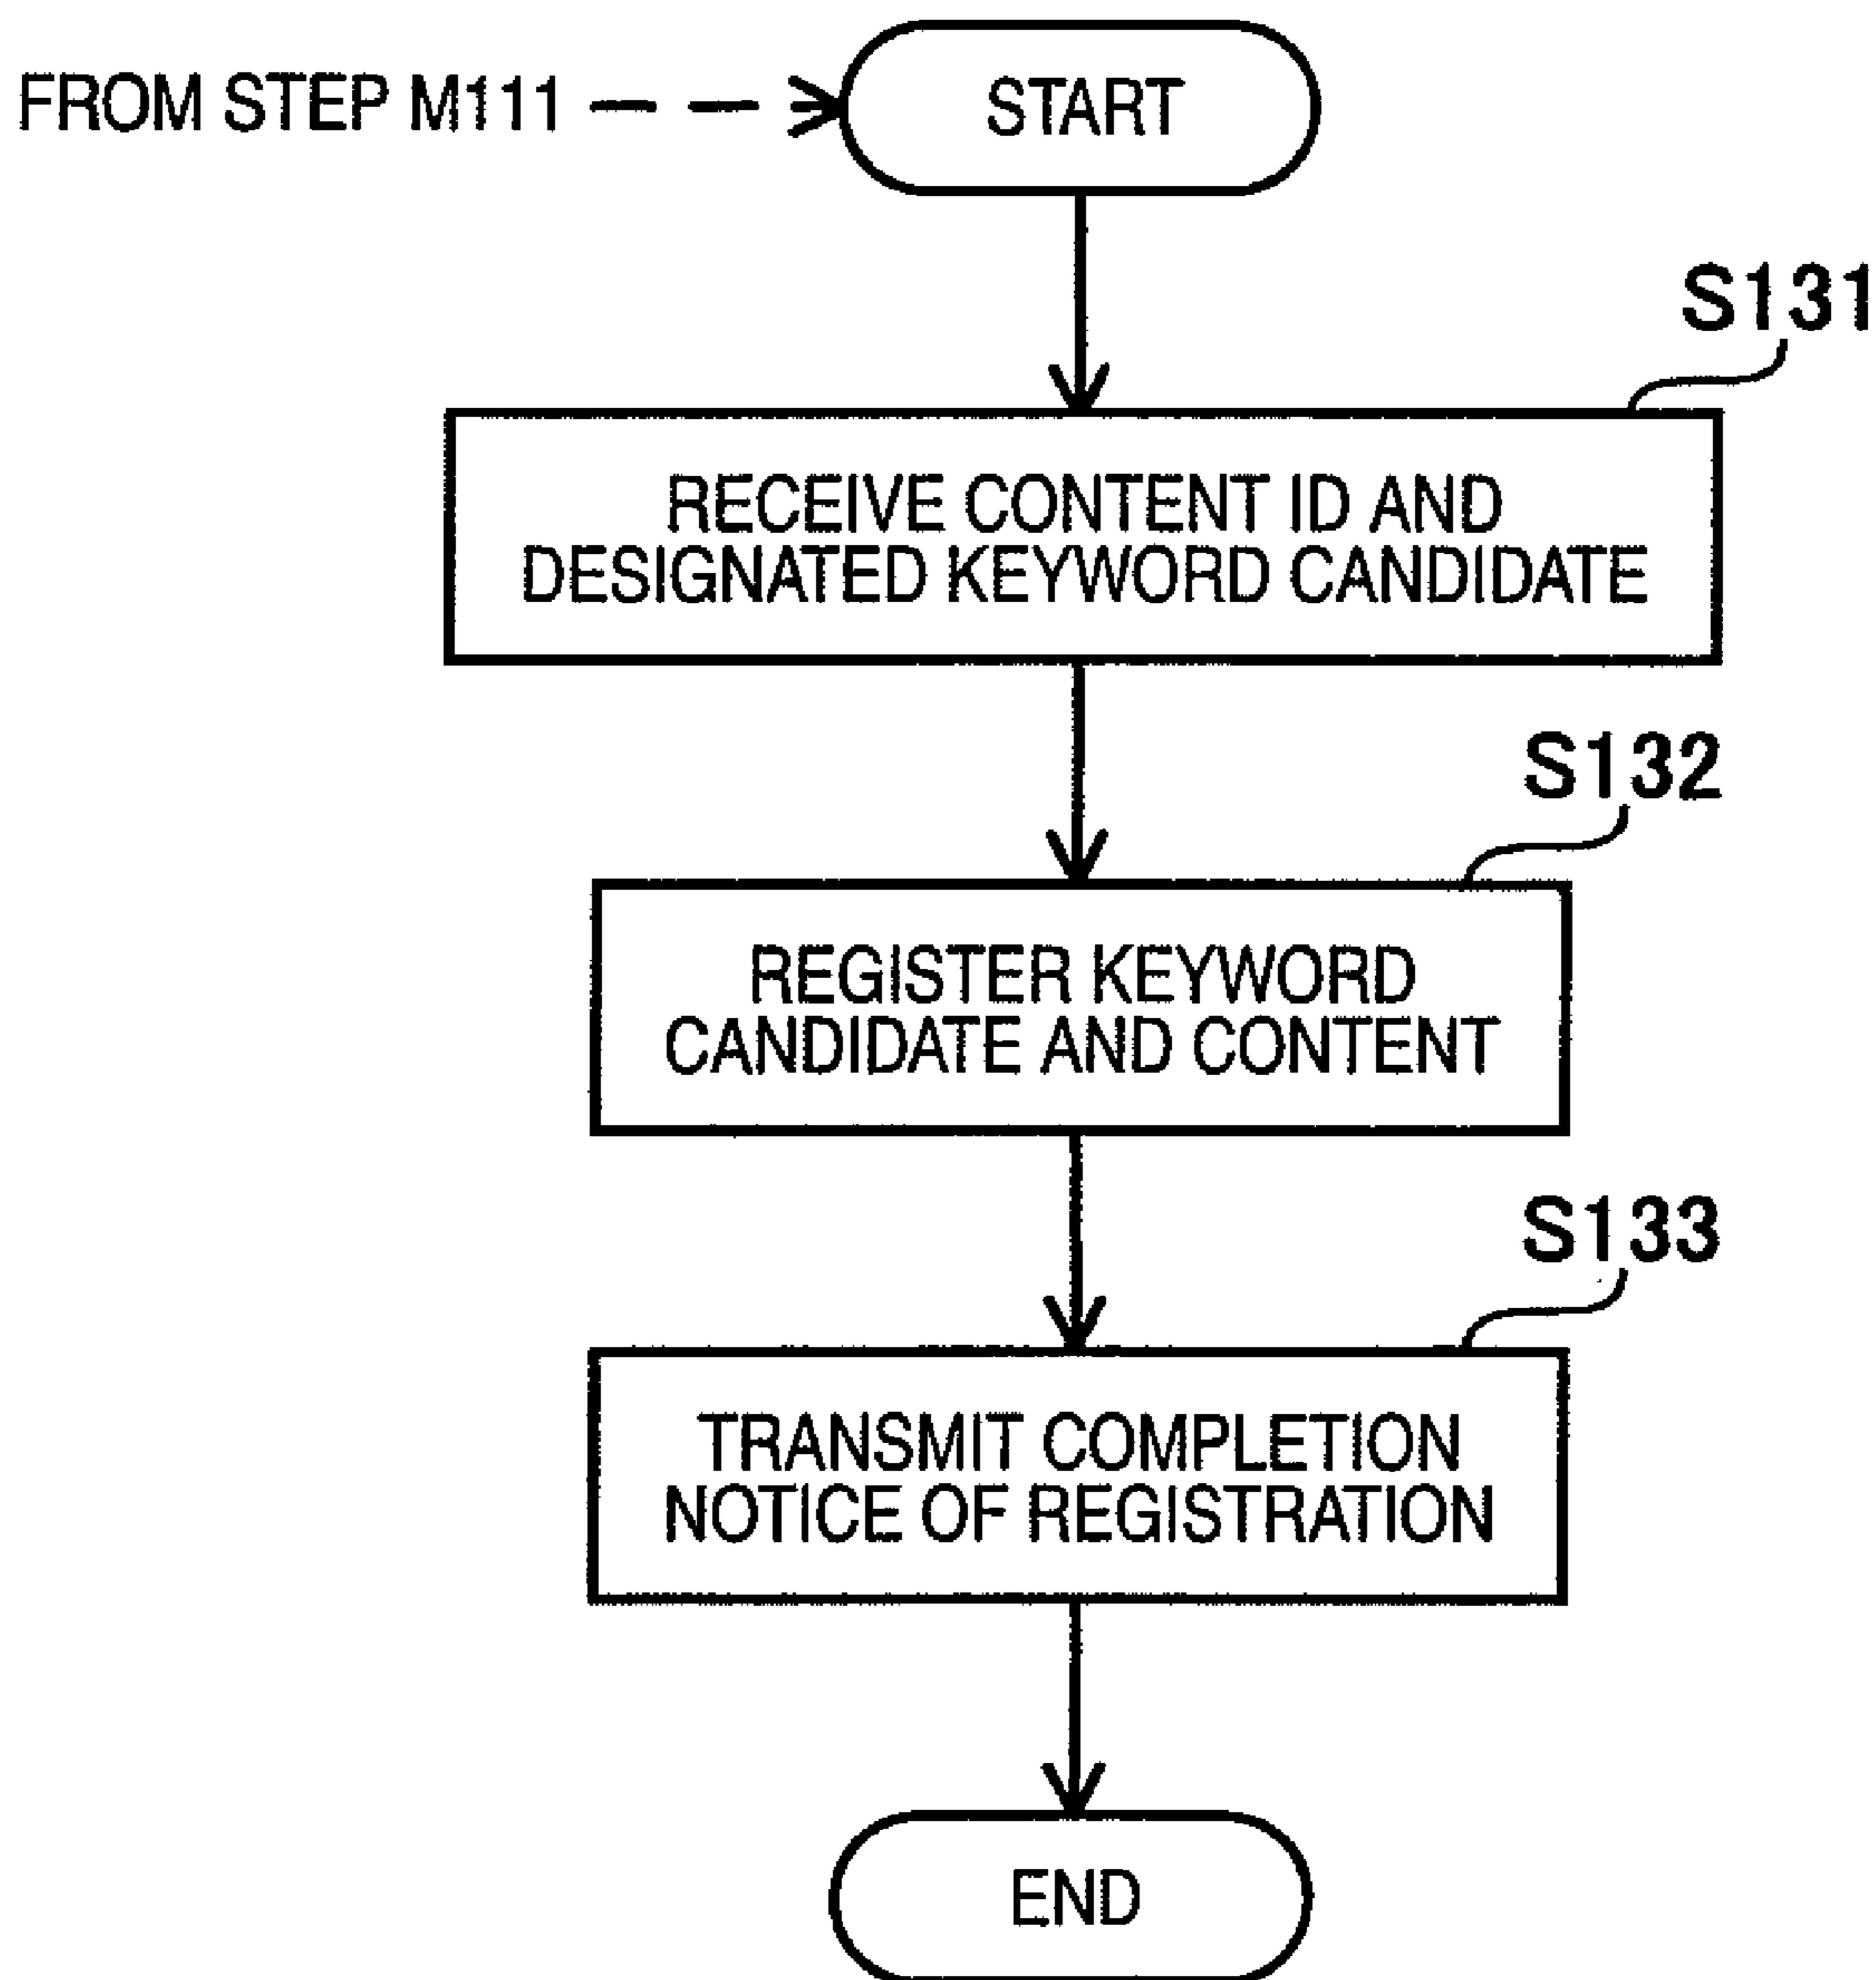 FROM STEP M111
START
S131
RECEIVE CONTENT ID AND
DESIGNATED KEYWORD CANDIDATE
S132
REGISTER KEYWORD
CANDIDATE AND CONTENT
S133
TRANSMIT COMPLETION
NOTICE OF REGISTRATION
END